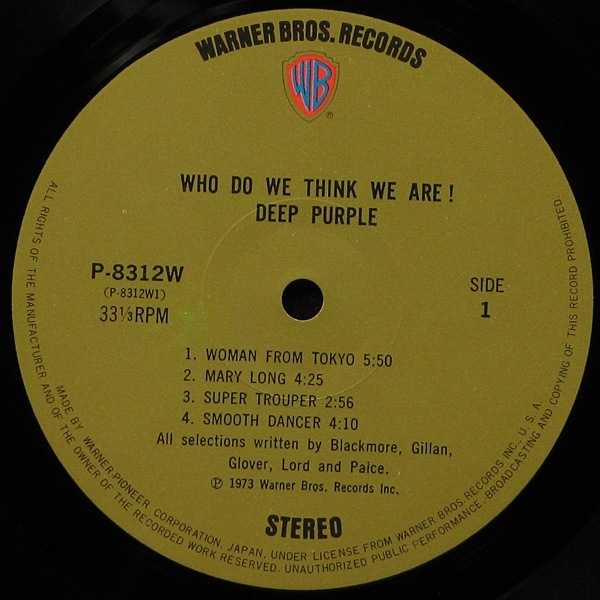 WARNER BROS. RECORDS
WB
®
WHO DO WE THINK WE ARE!
DEEP PURPLE
P-8312W
(P-8312W1)
33⅓RPM
SIDE
1
1. WOMAN FROM TOKYO 5:50
2. MARY LONG 4:25
3. SUPER TROUPER 2:56
4. SMOOTH DANCER 4:10
All selections written by Blackmore, Gillan,
Glover, Lord and Paice.
Ⓟ 1973 Warner Bros. Records Inc.
STEREO
MADE BY WARNER-PIONEER CORPORATION, JAPAN, UNDER LICENSE FROM WARNER BROS. RECORDS INC., U.S.A.
ALL RIGHTS OF THE MANUFACTURER AND OF THE OWNER OF THE RECORDED WORK RESERVED. UNAUTHORIZED PUBLIC PERFORMANCE. BROADCASTING AND COPYING OF THIS RECORD PROHIBITED.